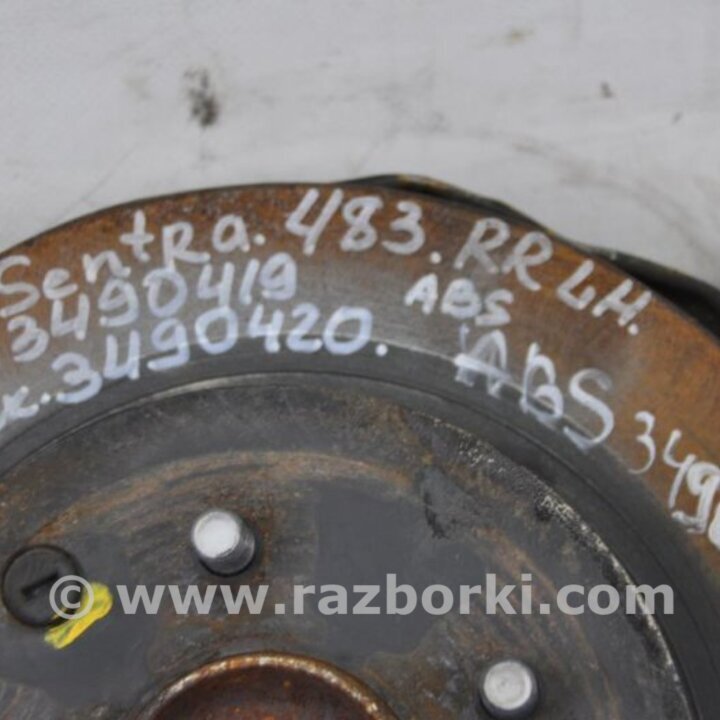 Sentra. 483. RR LH.
3490419 ABS
3490420. ABS
© www.razborki.com